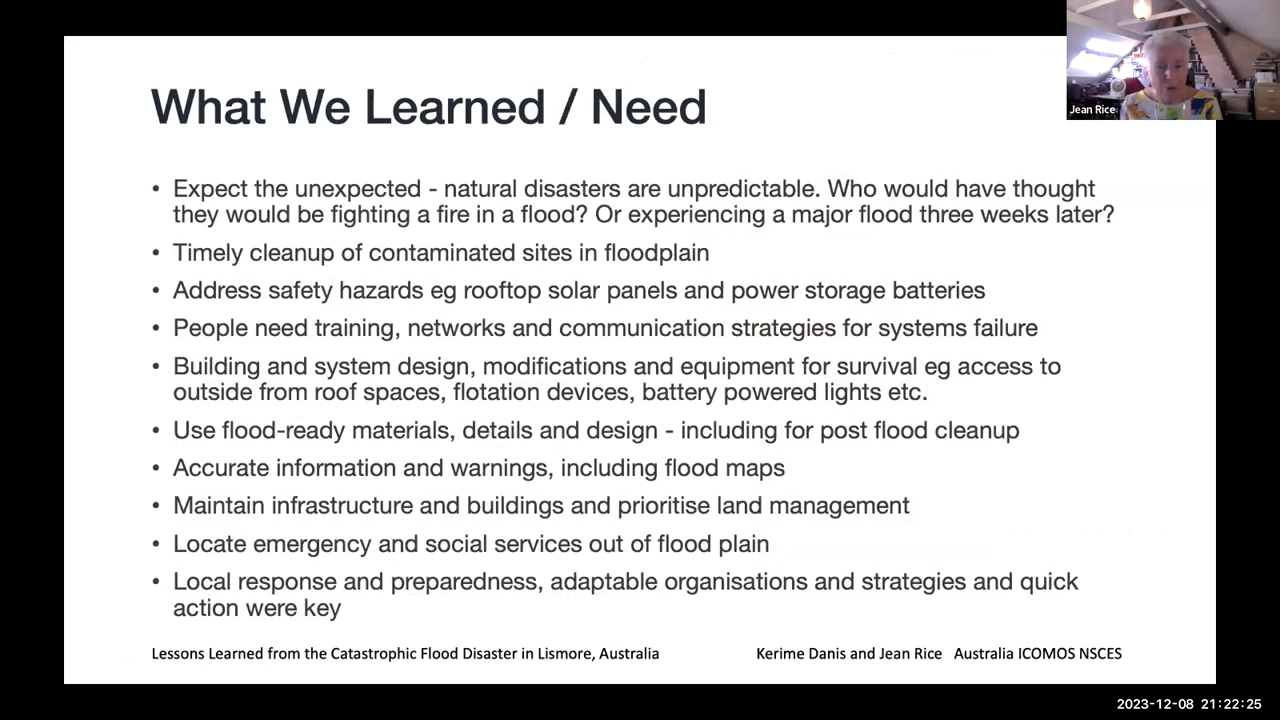 What We Learned / Need
Jean Rice
• Expect the unexpected - natural disasters are unpredictable. Who would have thought
they would be fighting a fire in a flood? Or experiencing a major flood three weeks later?
• Timely cleanup of contaminated sites in floodplain
• Address safety hazards eg rooftop solar panels and power storage batteries
• People need training, networks and communication strategies for systems failure
• Building and system design, modifications and equipment for survival eg access to
outside from roof spaces, flotation devices, battery powered lights etc.
• Use flood-ready materials, details and design - including for post flood cleanup
• Accurate information and warnings, including flood maps
• Maintain infrastructure and buildings and prioritise land management
• Locate emergency and social services out of flood plain
• Local response and preparedness, adaptable organisations and strategies and quick
action were key
Lessons Learned from the Catastrophic Flood Disaster in Lismore, Australia
Kerime Danis and Jean Rice Australia ICOMOS NSCES
2023-12-08 21:22:25